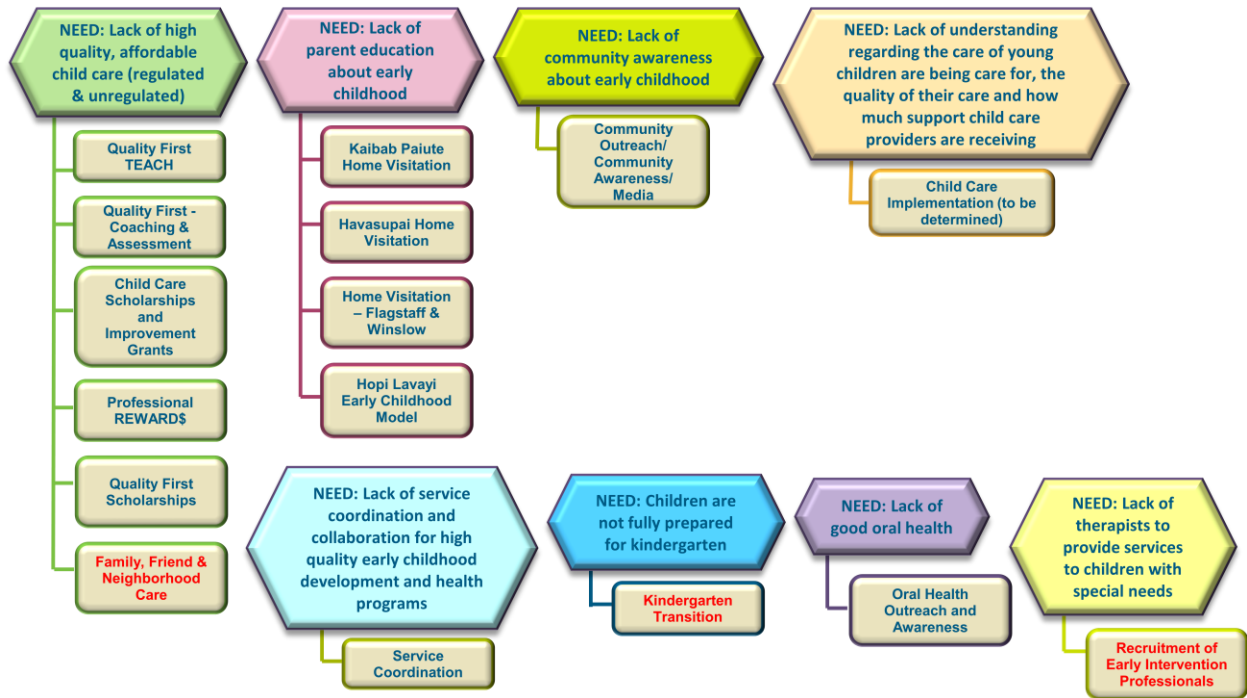 NEED: Lack of high
quality, affordable
child care (regulated
& unregulated)
Quality First
TEACH
Quality First -
Coaching &
Assessment
Child Care
Scholarships
and
Improvement
Grants
Professional
REWARD$
Quality First
Scholarships
Family, Friend &
Neighborhood
Care
NEED: Lack of
parent education
about early
childhood
Kaibab Paiute
Home Visitation
Havasupai Home
Visitation
Home Visitation
– Flagstaff &
Winslow
Hopi Lavayi
Early Childhood
Model
NEED: Lack of
community awareness
about early childhood
Community
Outreach/
Community
Awareness/
Media
NEED: Lack of understanding
regarding the care of young
children are being care for, the
quality of their care and how
much support child care
providers are receiving
Child Care
Implementation (to be
determined)
NEED: Lack of service
coordination and
collaboration for high
quality early childhood
development and health
programs
Service
Coordination
NEED: Children are
not fully prepared
for kindergarten
Kindergarten
Transition
NEED: Lack of
good oral health
Oral Health
Outreach and
Awareness
NEED: Lack of
therapists to
provide services
to children with
special needs
Recruitment of
Early Intervention
Professionals